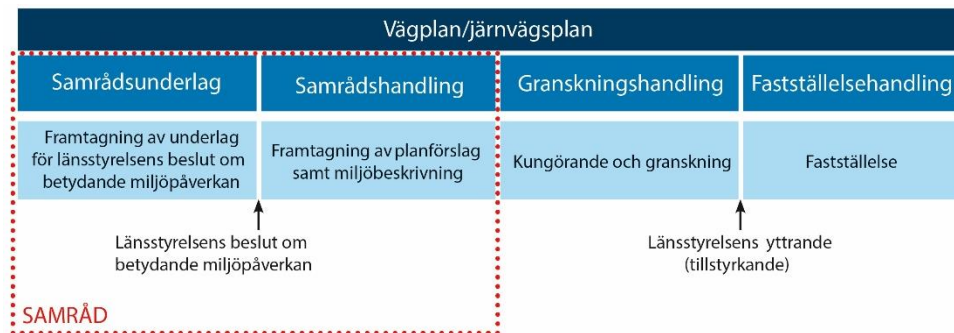 Vägplan/järnvägsplan
Samrådsunderlag
Samrådshandling
Granskningshandling
Fastställelsehandling
Framtagning av underlag
för länsstyrelsens beslut om
betydande miljöpåverkan
Framtagning av planförslag
samt miljöbeskrivning
Kungörande och granskning
Fastställelse
Länsstyrelsens beslut om
betydande miljöpåverkan
Länsstyrelsens yttrande
(tillstyrkande)
SAMRÅD